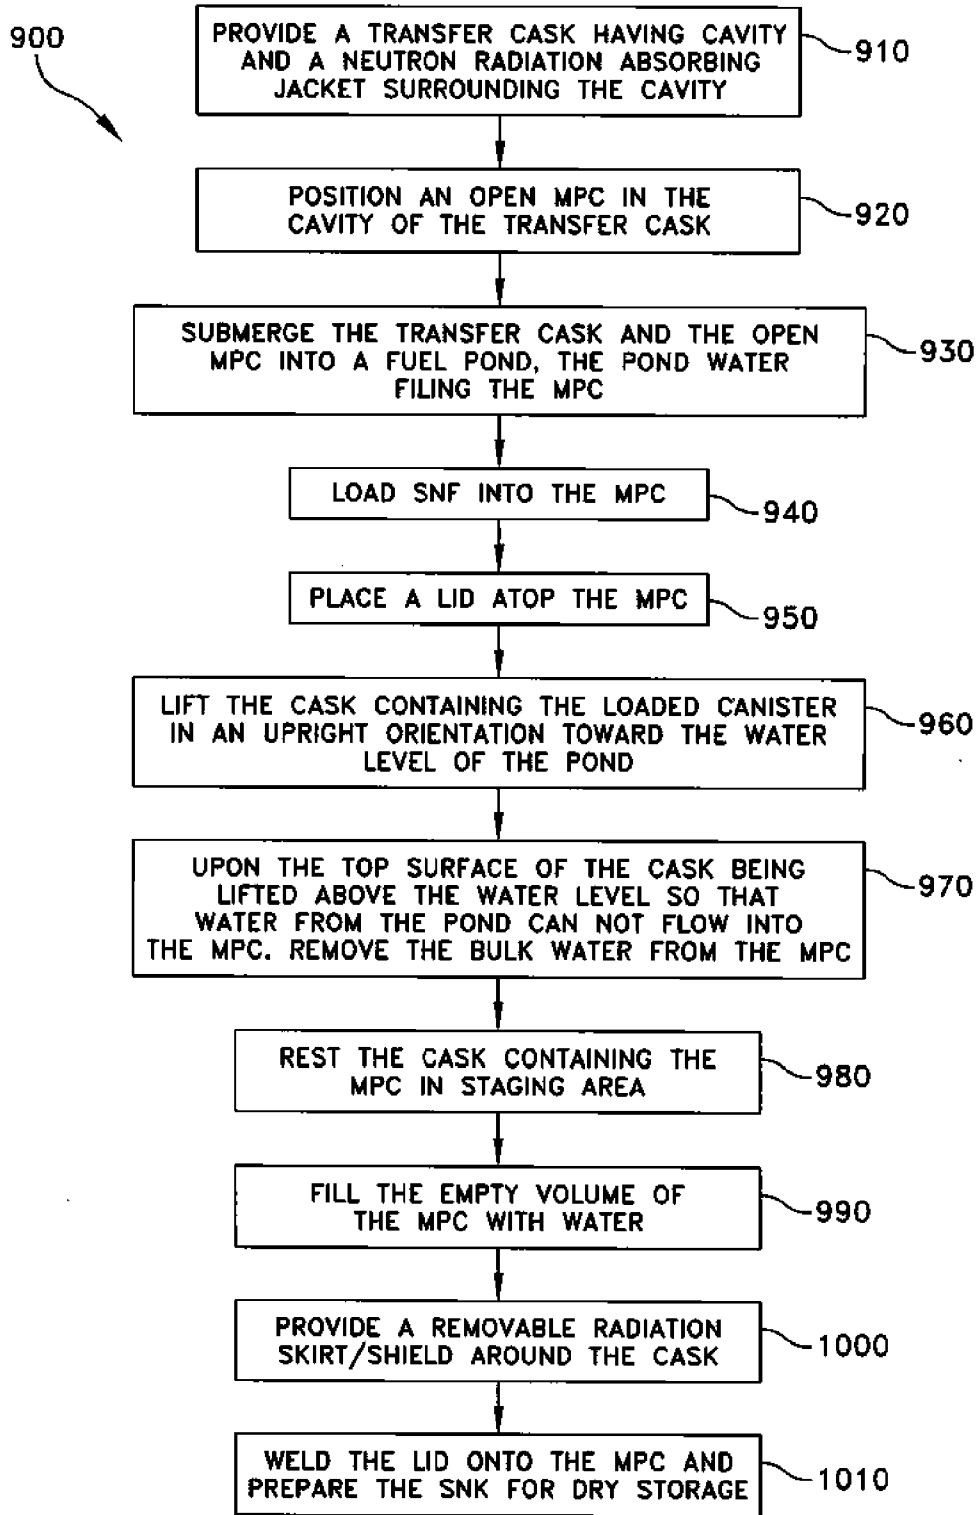 900
PROVIDE A TRANSFER CASK HAVING CAVITY
AND A NEUTRON RADIATION ABSORBING
JACKET SURROUNDING THE CAVITY
910
POSITION AN OPEN MPC IN THE
CAVITY OF THE TRANSFER CASK
920
SUBMERGE THE TRANSFER CASK AND THE OPEN
MPC INTO A FUEL POND, THE POND WATER
FILING THE MPC
930
LOAD SNF INTO THE MPC
940
PLACE A LID ATOP THE MPC
950
LIFT THE CASK CONTAINING THE LOADED CANISTER
IN AN UPRIGHT ORIENTATION TOWARD THE WATER
LEVEL OF THE POND
960
UPON THE TOP SURFACE OF THE CASK BEING
LIFTED ABOVE THE WATER LEVEL SO THAT
WATER FROM THE POND CAN NOT FLOW INTO
THE MPC. REMOVE THE BULK WATER FROM THE MPC
970
REST THE CASK CONTAINING THE
MPC IN STAGING AREA
980
FILL THE EMPTY VOLUME OF
THE MPC WITH WATER
990
PROVIDE A REMOVABLE RADIATION
SKIRT/SHIELD AROUND THE CASK
1000
WELD THE LID ONTO THE MPC AND
PREPARE THE SNK FOR DRY STORAGE
1010